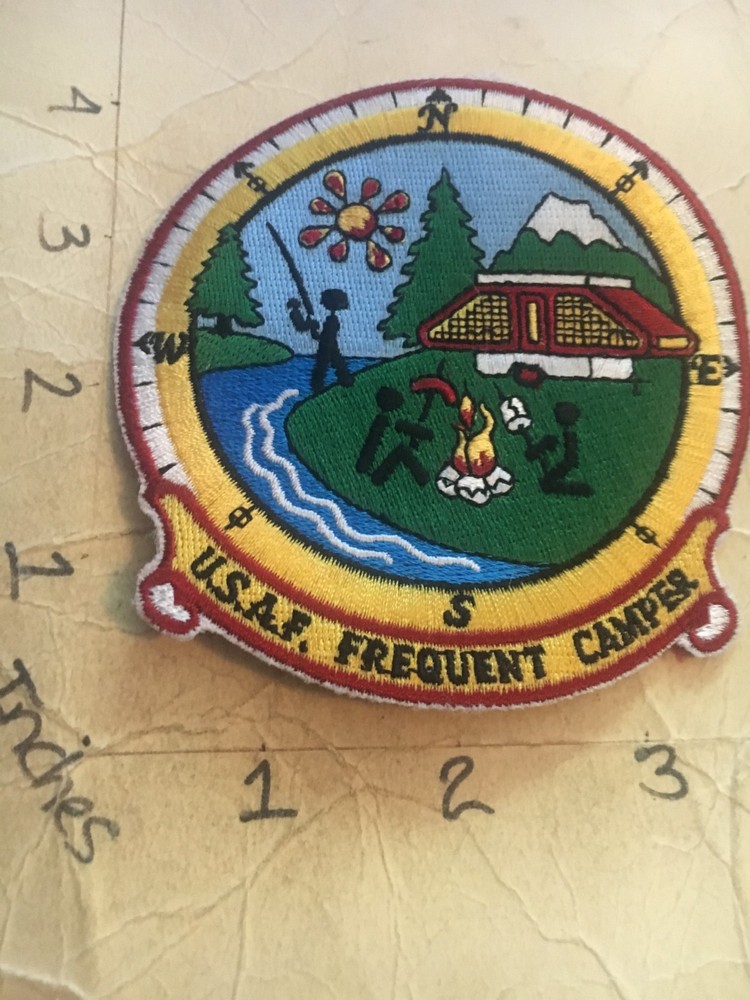 N
W
E
S
U.S.A.F. FREQUENT CAMPER
4
3
2
1
Inches
1
2
3